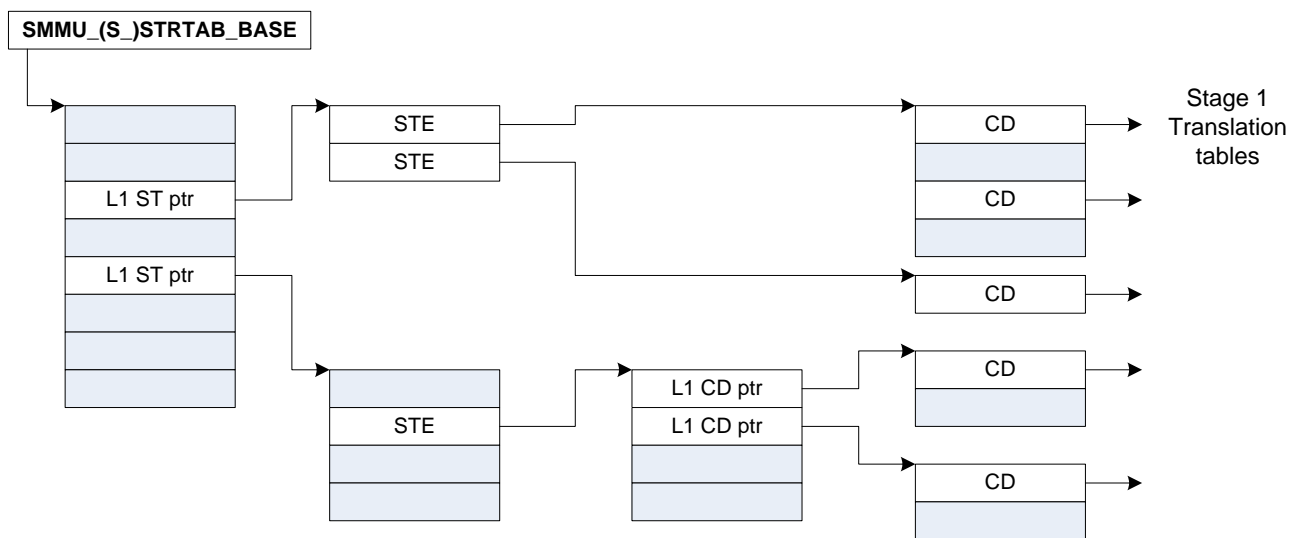 SMMU_(S_)STRTAB_BASE
STE
STE
L1 ST ptr
L1 ST ptr
STE
L1 CD ptr
L1 CD ptr
CD
CD
CD
CD
CD
Stage 1
Translation
tables